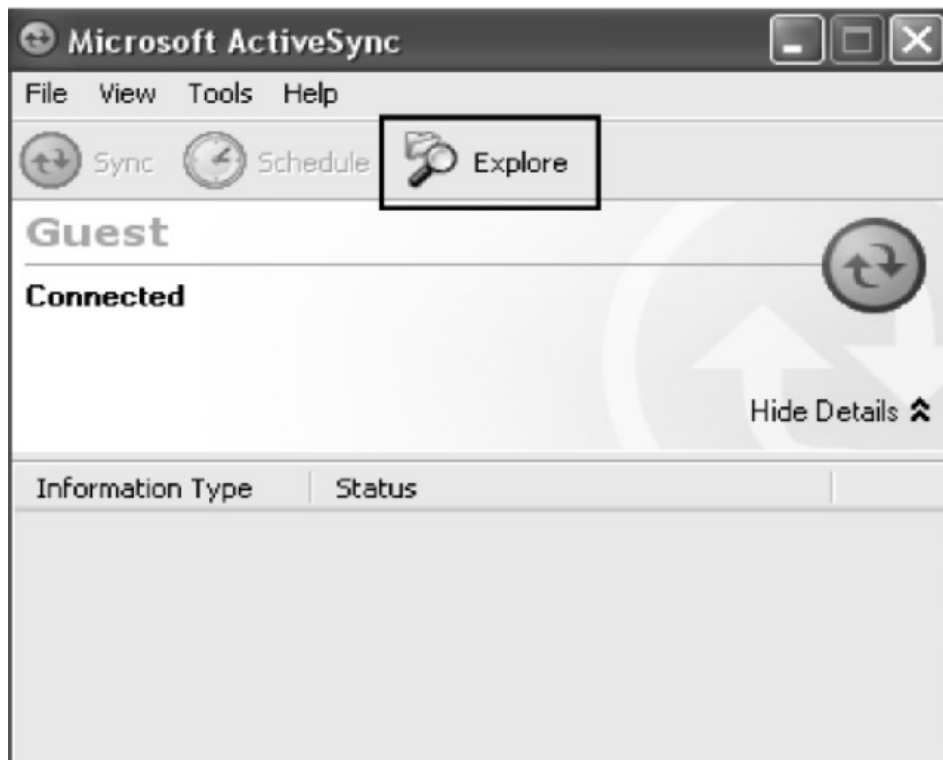 Microsoft ActiveSync
File View Tools Help
Sync Schedule Explore
Guest
Connected
Hide Details
Information Type Status